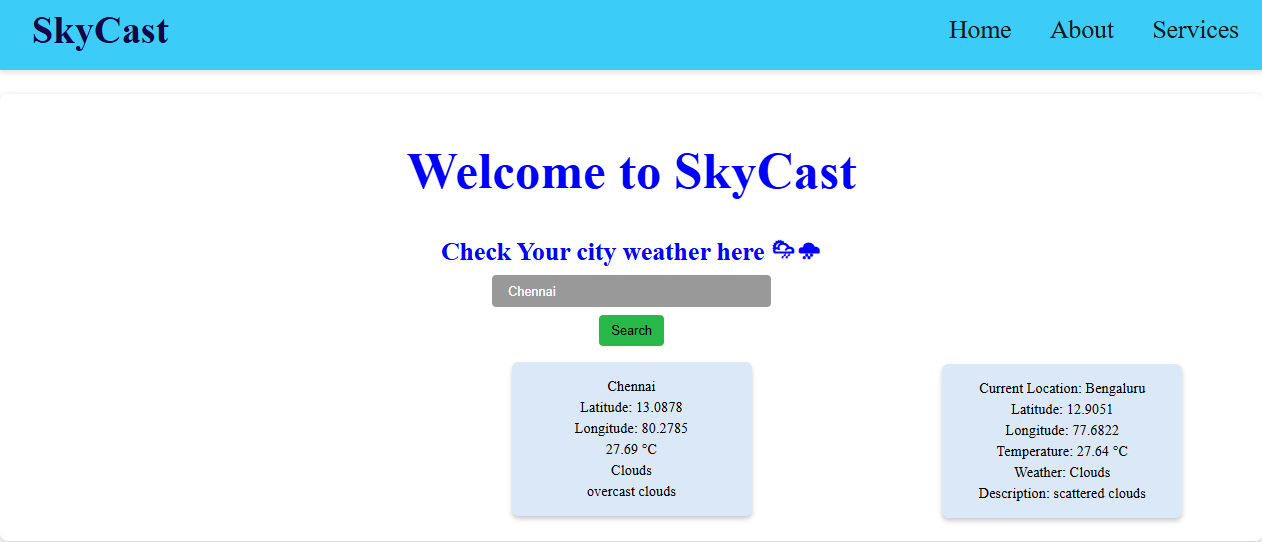 SkyCast
Home About Services
Welcome to SkyCast
Check Your city weather here
Chennai
Search
Chennai
Latitude: 13.0878
Longitude: 80.2785
27.69 °C
Clouds
overcast clouds
Current Location: Bengaluru
Latitude: 12.9051
Longitude: 77.6822
Temperature: 27.64 °C
Weather: Clouds
Description: scattered clouds